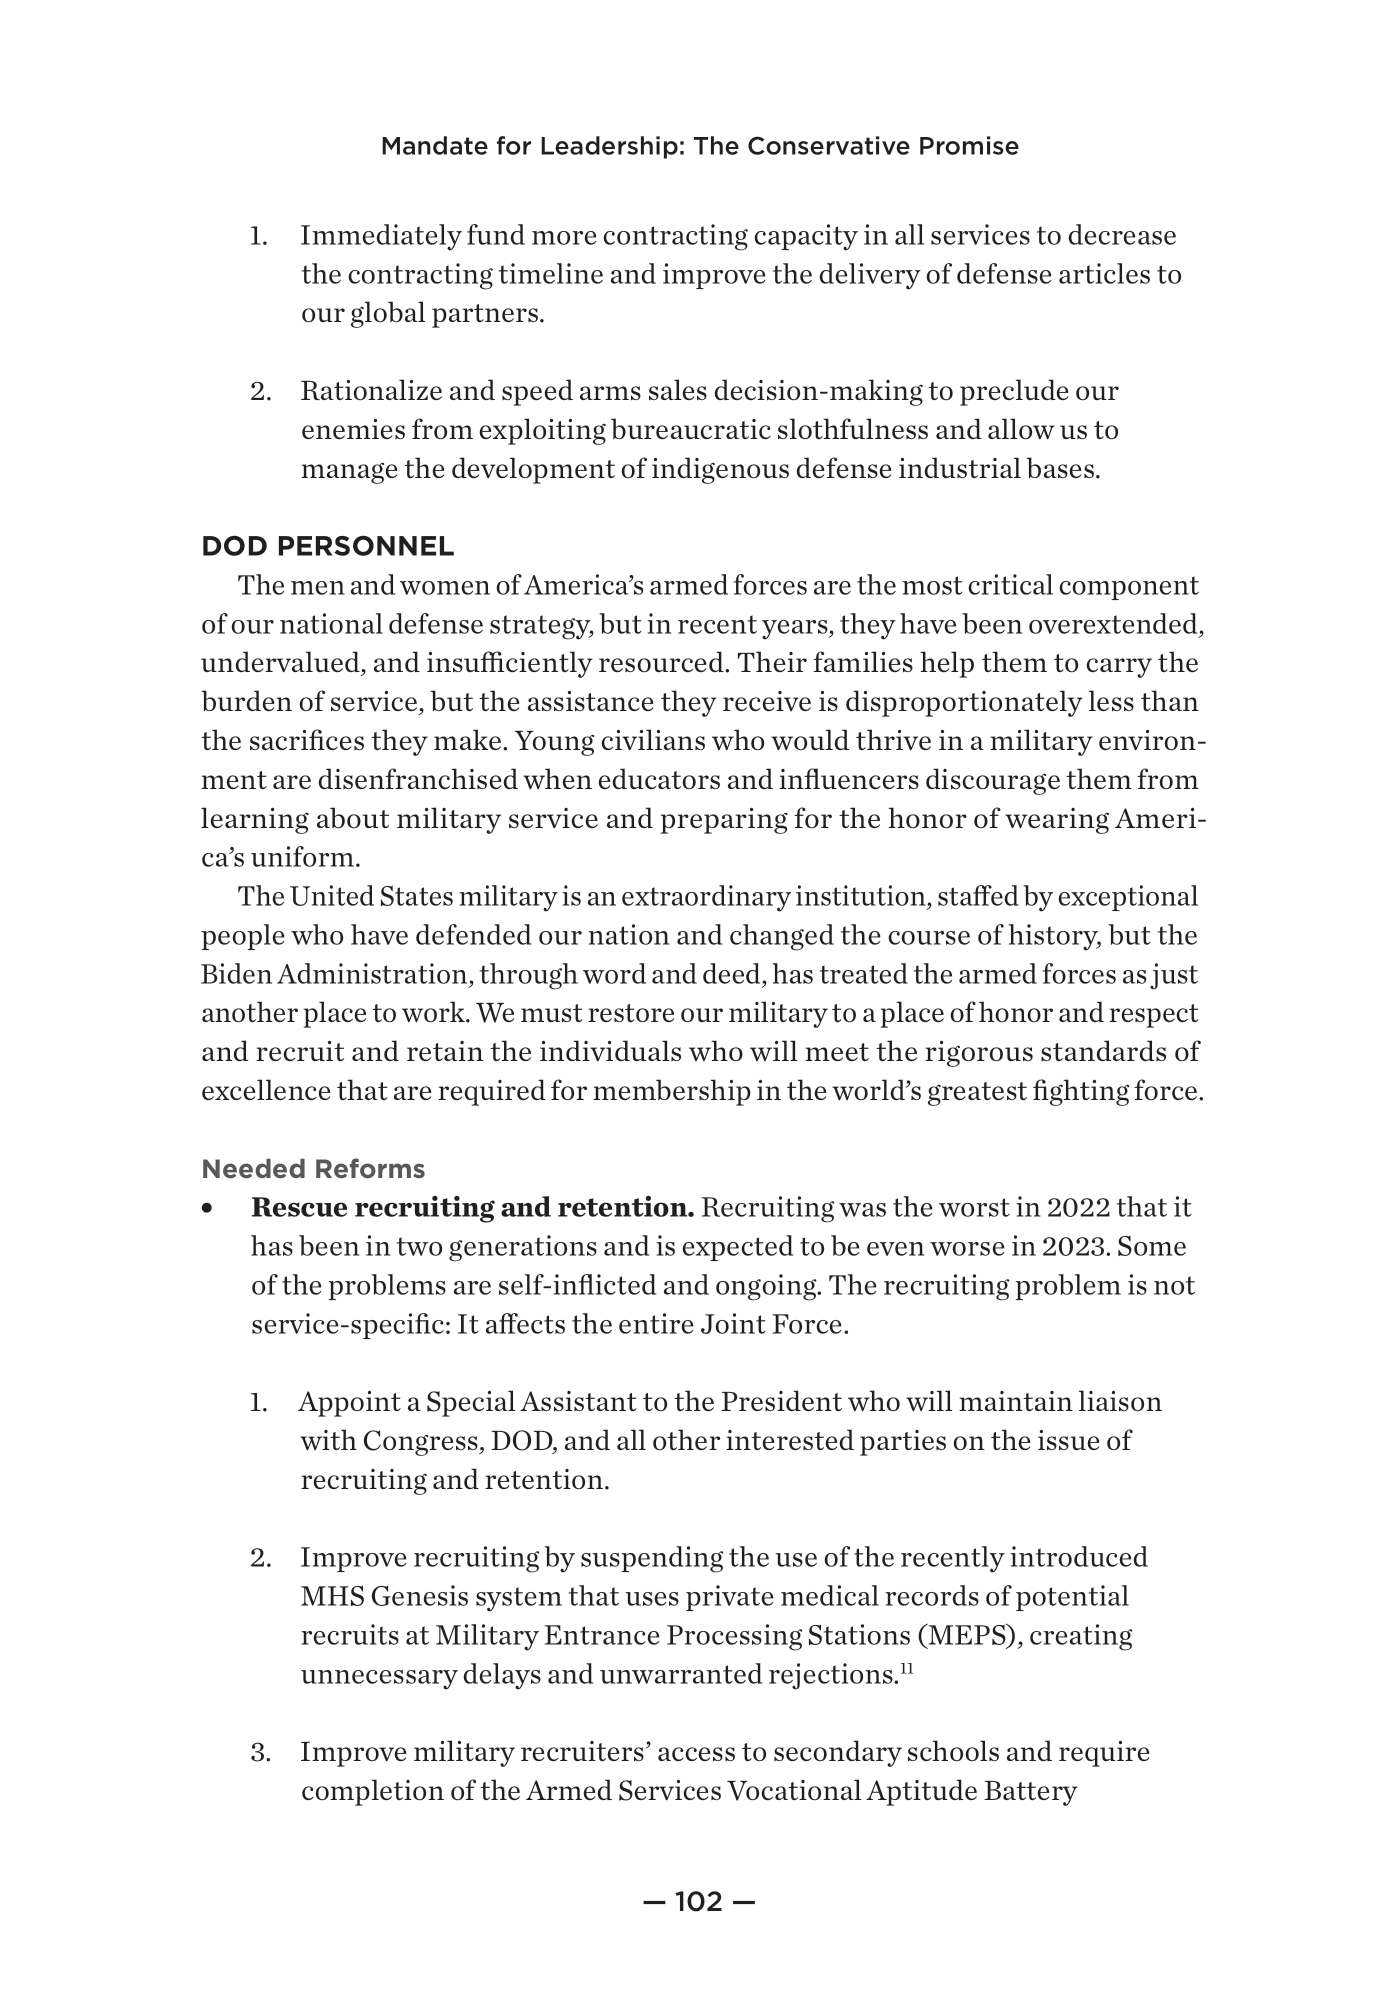 Mandate for Leadership: The Conservative Promise
1. Immediately fund more contracting capacity in all services to decrease
the contracting timeline and improve the delivery of defense articles to
our global partners.
2. Rationalize and speed arms sales decision-making to preclude our
enemies from exploiting bureaucratic slothfulness and allow us to
manage the development of indigenous defense industrial bases.
DOD PERSONNEL
The men and women of America’s armed forces are the most critical component
of our national defense strategy, but in recent years, they have been overextended,
undervalued, and insufficiently resourced. Their families help them to carry the
burden of service, but the assistance they receive is disproportionately less than
the sacrifices they make. Young civilians who would thrive in a military environ-
ment are disenfranchised when educators and influencers discourage them from
learning about military service and preparing for the honor of wearing Ameri-
ca’s uniform.
The United States military is an extraordinary institution, staffed by exceptional
people who have defended our nation and changed the course of history, but the
Biden Administration, through word and deed, has treated the armed forces as just
another place to work. We must restore our military to a place of honor and respect
and recruit and retain the individuals who will meet the rigorous standards of
excellence that are required for membership in the world’s greatest fighting force.
Needed Reforms
• Rescue recruiting and retention. Recruiting was the worst in 2022 that it
has been in two generations and is expected to be even worse in 2023. Some
of the problems are self-inflicted and ongoing. The recruiting problem is not
service-specific: It affects the entire Joint Force.
1. Appoint a Special Assistant to the President who will maintain liaison
with Congress, DOD, and all other interested parties on the issue of
recruiting and retention.
2. Improve recruiting by suspending the use of the recently introduced
MHS Genesis system that uses private medical records of potential
recruits at Military Entrance Processing Stations (MEPS), creating
unnecessary delays and unwarranted rejections.11
3. Improve military recruiters’ access to secondary schools and require
completion of the Armed Services Vocational Aptitude Battery
— 102 —